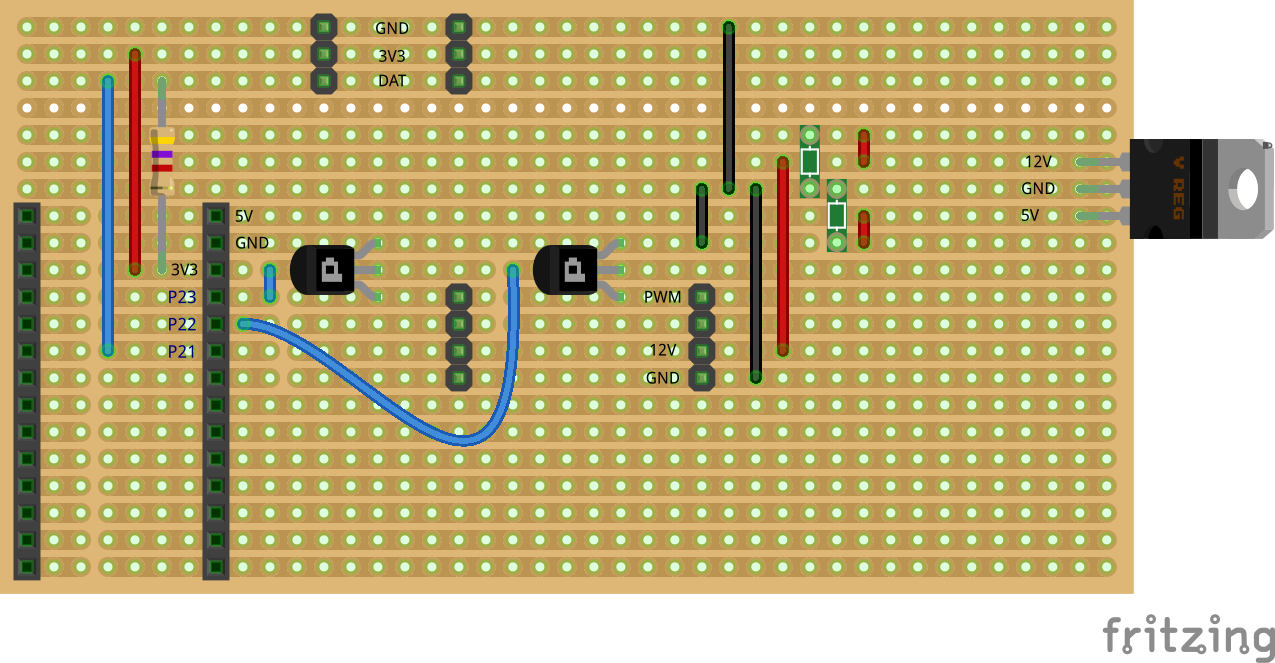 GND
3V3
DAT
12V
GND
5V
V REG
5V
GND
3V3
P23
P22
P21
P
P
PWM
12V
GND
fritzing